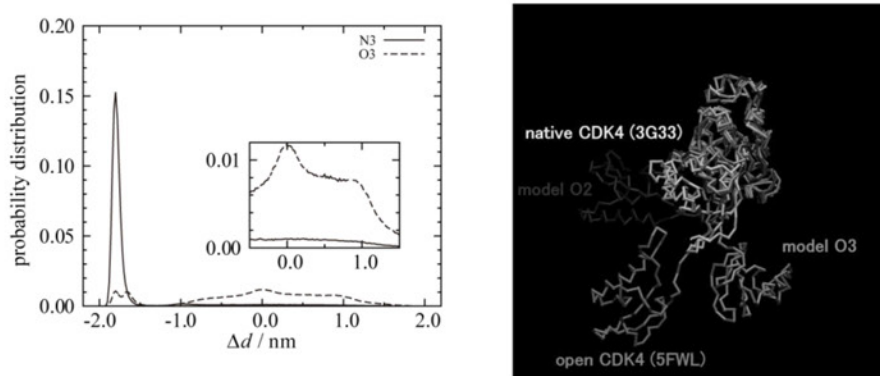 0.20
0.15
0.10
0.05
0.00
-2.0
-1.0
0.0
1.0
2.0
probability distribution
Δd / nm
N3
O3
0.01
0.00
0.0
1.0
native CDK4 (3G33)
model O2
model O3
open CDK4 (5FWL)